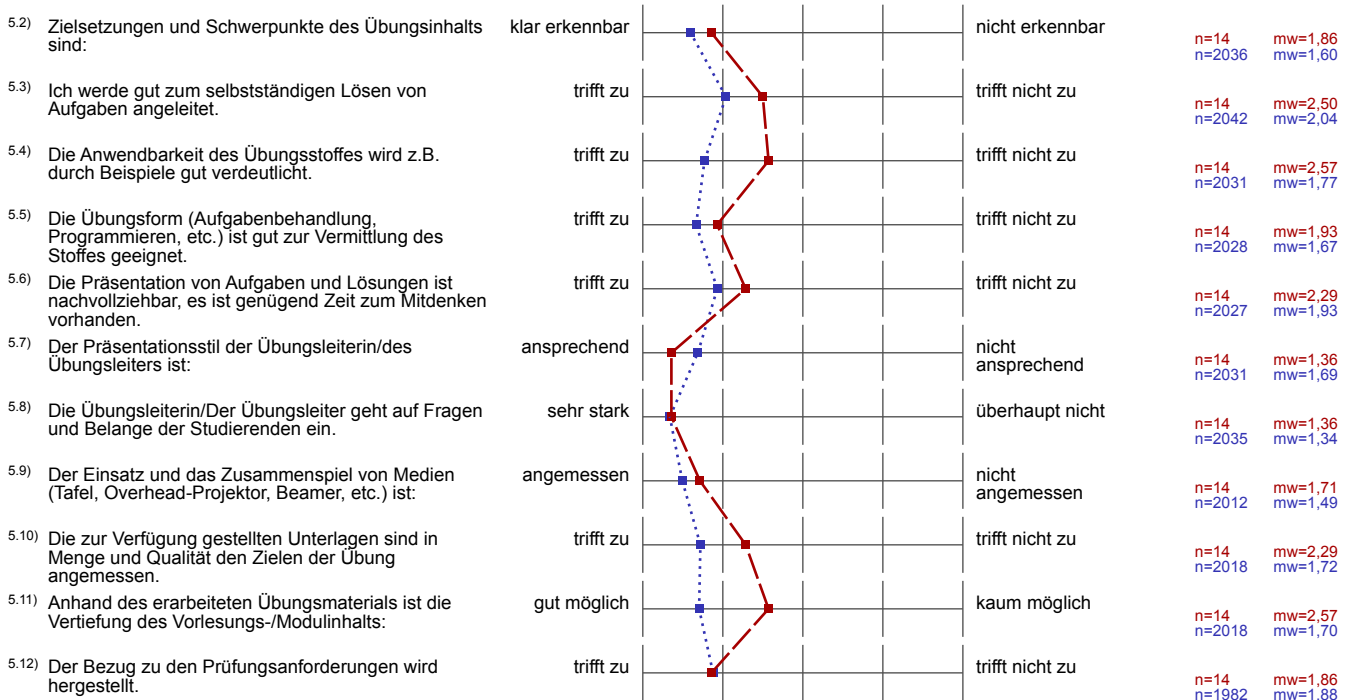 5.2) Zielsetzungen und Schwerpunkte des Übungsinhalts
sind:
klar erkennbar
nicht erkennbar
n=14 mw=1,86
n=2036 mw=1,60
5.3) Ich werde gut zum selbstständigen Lösen von
Aufgaben angeleitet.
trifft zu
trifft nicht zu
n=14 mw=2,50
n=2042 mw=2,04
5.4) Die Anwendbarkeit des Übungsstoffes wird z.B.
durch Beispiele gut verdeutlicht.
trifft zu
trifft nicht zu
n=14 mw=2,57
n=2031 mw=1,77
5.5) Die Übungsform (Aufgabenbehandlung,
Programmieren, etc.) ist gut zur Vermittlung des
Stoffes geeignet.
trifft zu
trifft nicht zu
n=14 mw=1,93
n=2028 mw=1,67
5.6) Die Präsentation von Aufgaben und Lösungen ist
nachvollziehbar, es ist genügend Zeit zum Mitdenken
vorhanden.
trifft zu
trifft nicht zu
n=14 mw=2,29
n=2027 mw=1,93
5.7) Der Präsentationsstil der Übungsleiterin/des
Übungsleiters ist:
ansprechend
nicht
ansprechend
n=14 mw=1,36
n=2031 mw=1,69
5.8) Die Übungsleiterin/Der Übungsleiter geht auf Fragen
und Belange der Studierenden ein.
sehr stark
überhaupt nicht
n=14 mw=1,36
n=2035 mw=1,34
5.9) Der Einsatz und das Zusammenspiel von Medien
(Tafel, Overhead-Projektor, Beamer, etc.) ist:
angemessen
nicht
angemessen
n=14 mw=1,71
n=2012 mw=1,49
5.10) Die zur Verfügung gestellten Unterlagen sind in
Menge und Qualität den Zielen der Übung
angemessen.
trifft zu
trifft nicht zu
n=14 mw=2,29
n=2018 mw=1,72
5.11) Anhand des erarbeiteten Übungsmaterials ist die
Vertiefung des Vorlesungs-/Modulinhalts:
gut möglich
kaum möglich
n=14 mw=2,57
n=2018 mw=1,70
5.12) Der Bezug zu den Prüfungsanforderungen wird
hergestellt.
trifft zu
trifft nicht zu
n=14 mw=1,86
n=1982 mw=1,88